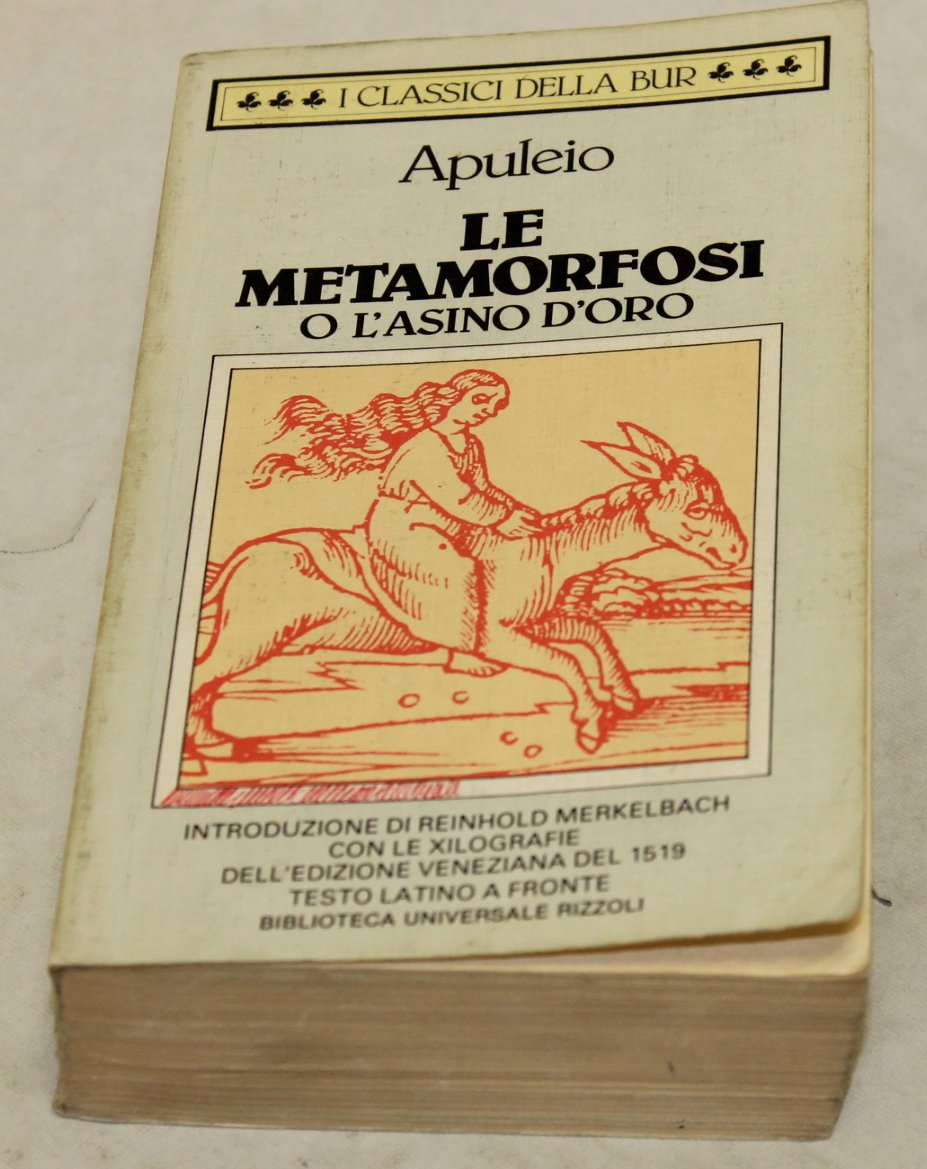 I CLASSICI DELLA BUR
Apuleio
LE
METAMORFOSI
O L'ASINO D'ORO
INTRODUZIONE DI REINHOLD MERKELBACH
CON LE XILOGRAFIE
DELL'EDIZIONE VENEZIANA DEL 1519
TESTO LATINO A FRONTE
BIBLIOTECA UNIVERSALE RIZZOLI